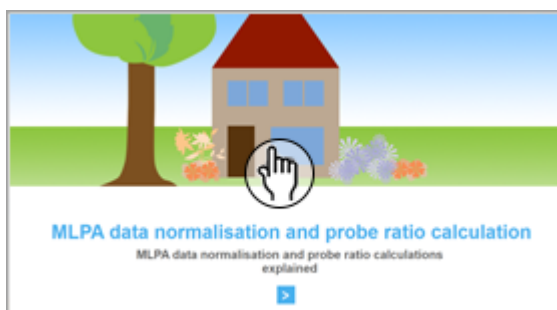 MLPA data normalisation and probe ratio calculation
MLPA data normalisation and probe ratio calculations
explained
>